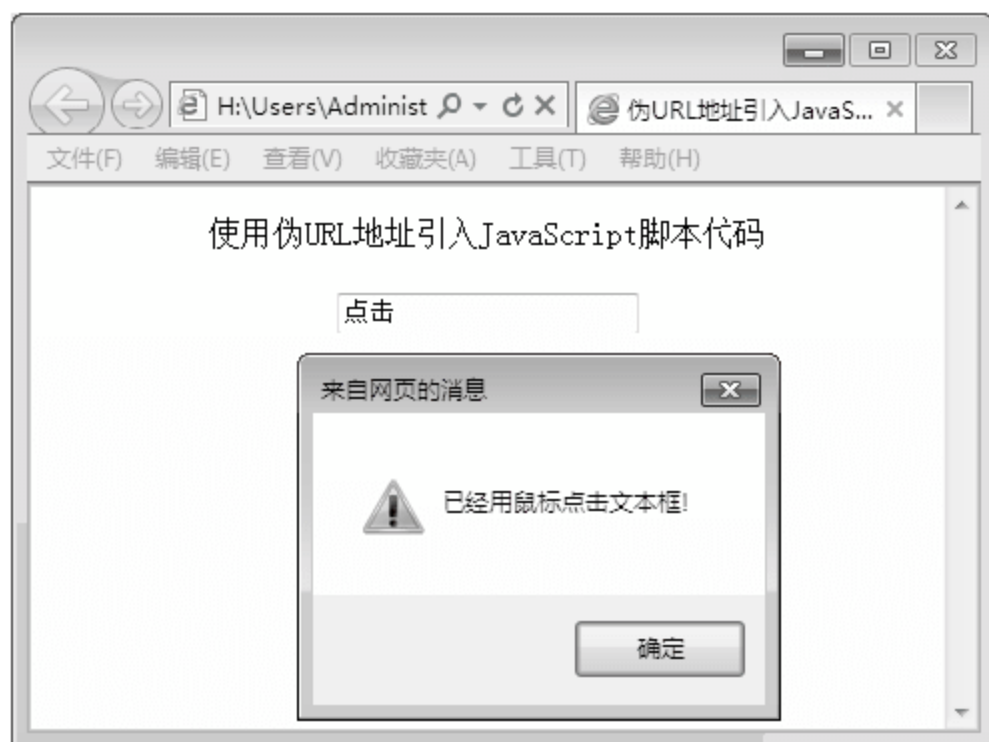 H:\Users\Administ
伪URL地址引入JavaS...
文件(F) 编辑(E) 查看(V) 收藏夹(A) 工具(T) 帮助(H)
使用伪URL地址引入JavaScript脚本代码
点击
来自网页的消息
已经用鼠标点击文本框!
确定